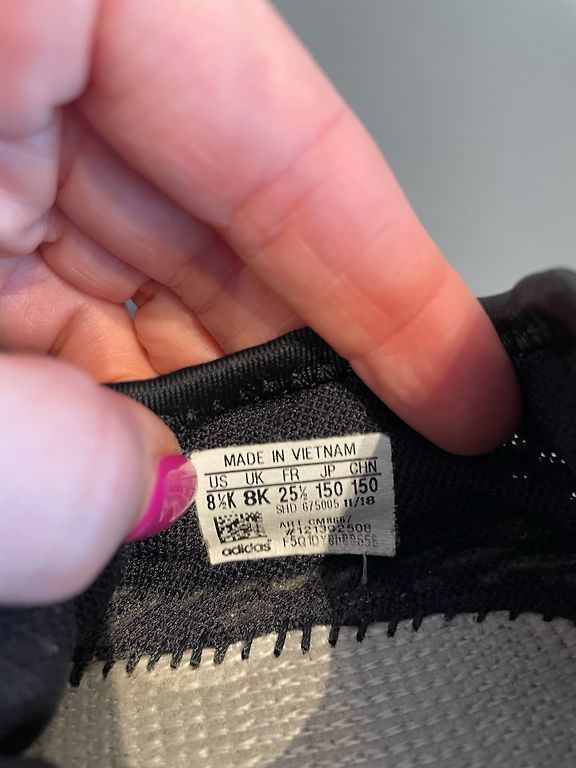 MADE IN VIETNAM
US UK FR JP CHN
8½K 8K 25½ 150 150
SHD 675005 11/18
ART
adidas